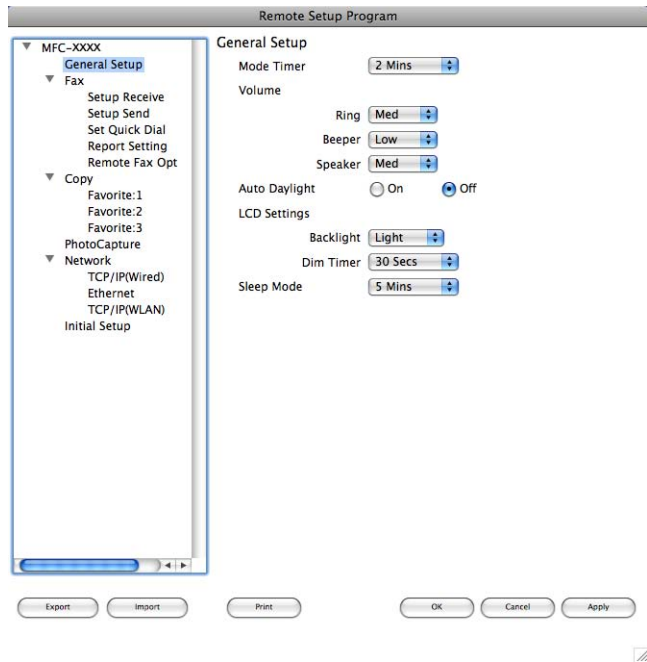 Remote Setup Program
MFC-XXXX
General Setup
Fax
Setup Receive
Setup Send
Set Quick Dial
Report Setting
Remote Fax Opt
Copy
Favorite:1
Favorite:2
Favorite:3
PhotoCapture
Network
TCP/IP(Wired)
Ethernet
TCP/IP(WLAN)
Initial Setup
General Setup
Mode Timer 2 Mins
Volume
Ring Med
Beeper Low
Speaker Med
Auto Daylight On Off
LCD Settings
Backlight Light
Dim Timer 30 Secs
Sleep Mode 5 Mins
Export Import Print OK Cancel Apply